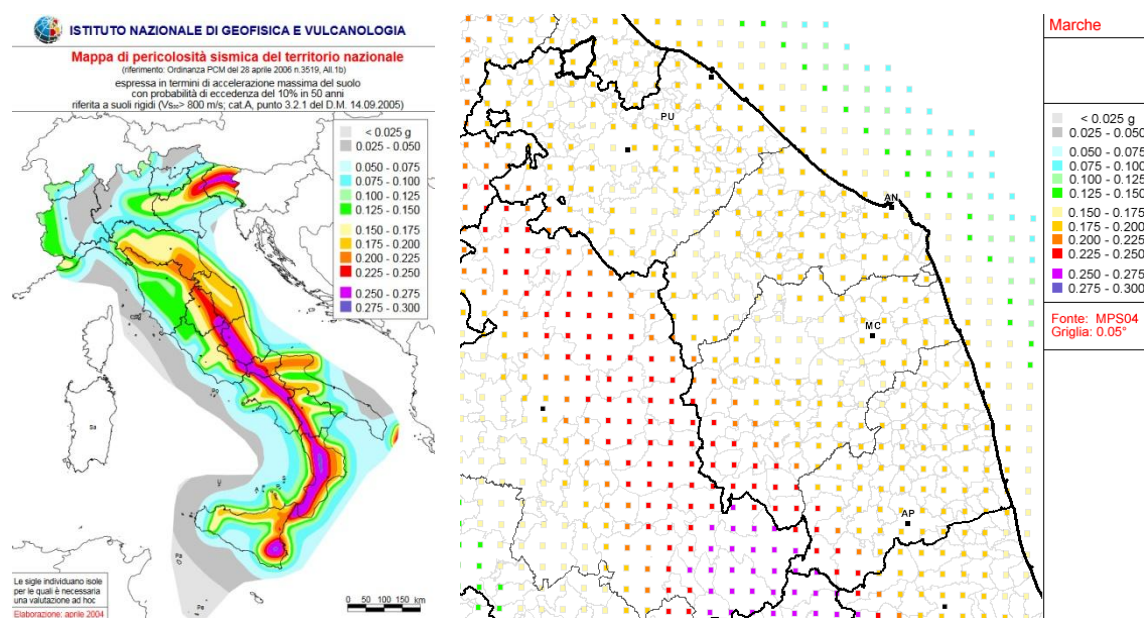 ISTITUTO NAZIONALE DI GEOFISICA E VULCANOLOGIA
Mappa di pericolosità sismica del territorio nazionale
(riferimento: Ordinanza PCM del 28 aprile 2006 n.3519, All.1b)
espressa in termini di accelerazione massima del suolo
con probabilità di eccedenza del 10% in 50 anni
riferita a suoli rigidi (Vs30> 800 m/s; cat.A, punto 3.2.1 del D.M. 14.09.2005)
< 0.025 g
0.025 - 0.050
0.050 - 0.075
0.075 - 0.100
0.100 - 0.125
0.125 - 0.150
0.150 - 0.175
0.175 - 0.200
0.200 - 0.225
0.225 - 0.250
0.250 - 0.275
0.275 - 0.300
Sa
Us
Pa
Pe
Le sigle individuano isole
per le quali è necessaria
una valutazione ad hoc
Elaborazione: aprile 2004
0 50 100 150 km
PU
AN
MC
AP
Marche
< 0.025 g
0.025 - 0.050
0.050 - 0.075
0.075 - 0.100
0.100 - 0.125
0.125 - 0.150
0.150 - 0.175
0.175 - 0.200
0.200 - 0.225
0.225 - 0.250
0.250 - 0.275
0.275 - 0.300
Fonte: MPS04
Griglia: 0.05°